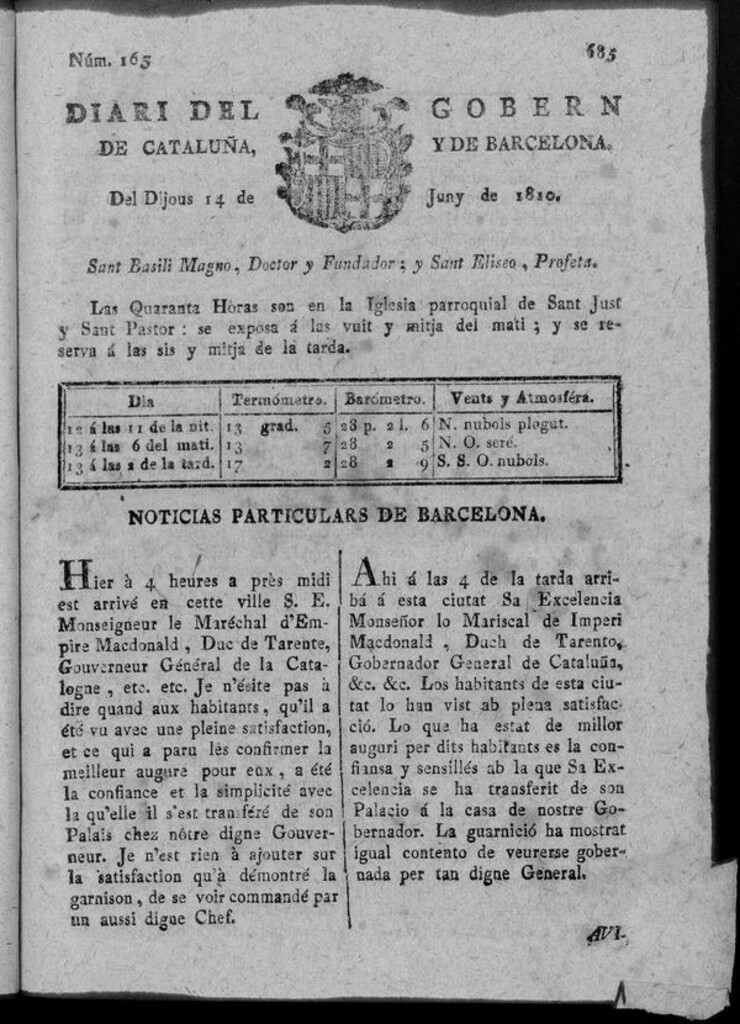 Núm. 165
685
DIARI DEL GOBERN
DE CATALUÑA, Y DE BARCELONA.
Del Dijous 14 de Juny de 1810.
Sant Basili Magno, Doctor y Fundador; y Sant Eliseo, Profeta.
Las Quaranta Horas son en la Iglesia parroquial de Sant Just
y Sant Pastor: se exposa á las vuit y mitja del mati; y se re-
serva á las sis y mitja de la tarda.
Dia Termómetro. Barómetro. Vents y Atmosféra.
12 á las 11 de la nit. 13 grad. 5 28 p. 2 l. 6 N. nubols plogut.
13 á las 6 del mati. 13 7 28 2 5 N. O. seré.
13 á las 2 de la tard. 17 2 28 2 9 S. S. O. nubols.
NOTICIAS PARTICULARS DE BARCELONA.
Hier à 4 heures a près midi
est arrivé en cette ville S. E.
Monseigneur le Maréchal d'Em-
pire Macdonald, Duc de Tarente,
Gouverneur Général de la Cata-
logne, etc. etc. Je n'ésite pas à
dire quand aux habitants, qu'il a
été vu avec une pleine satisfaction,
et ce qui a paru lès confirmer la
meilleur augure pour eux, a été
la confiance et la simplicité avec
la qu'elle il s'est transféré de son
Palais chez nôtre digne Gouver-
neur. Je n'est rien à ajouter sur
la satisfaction qu'à démontré la
garnison, de se voir commandé par
un aussi digne Chef.
Ahi á las 4 de la tarda arri-
bá á esta ciutat Sa Excelencia
Monseñor lo Mariscal de Imperi
Macdonald, Duch de Tarento,
Gobernador General de Cataluña,
&c. &c. Los habitants de esta ciu-
tat lo han vist ab plena satisfac-
ció. Lo que ha estat de millor
auguri per dits habitants es la con-
fiansa y sensillés ab la que Sa Ex-
celencia se ha transferit de son
Palacio á la casa de nostre Go-
bernador. La guarnició ha mostrat
igual contento de veurerse gober-
nada per tan digne General.
AVI-